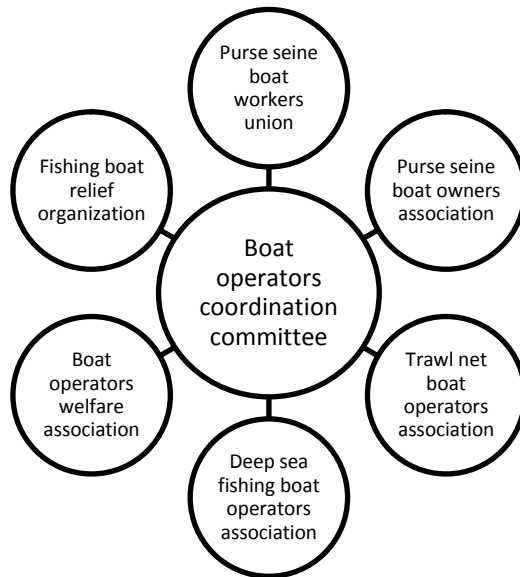 Purse seine
boat
workers
union
Fishing boat
relief
organization
Purse seine
boat owners
association
Boat
operators
coordination
committee
Boat
operators
welfare
association
Trawl net
boat
operators
association
Deep sea
fishing boat
operators
association